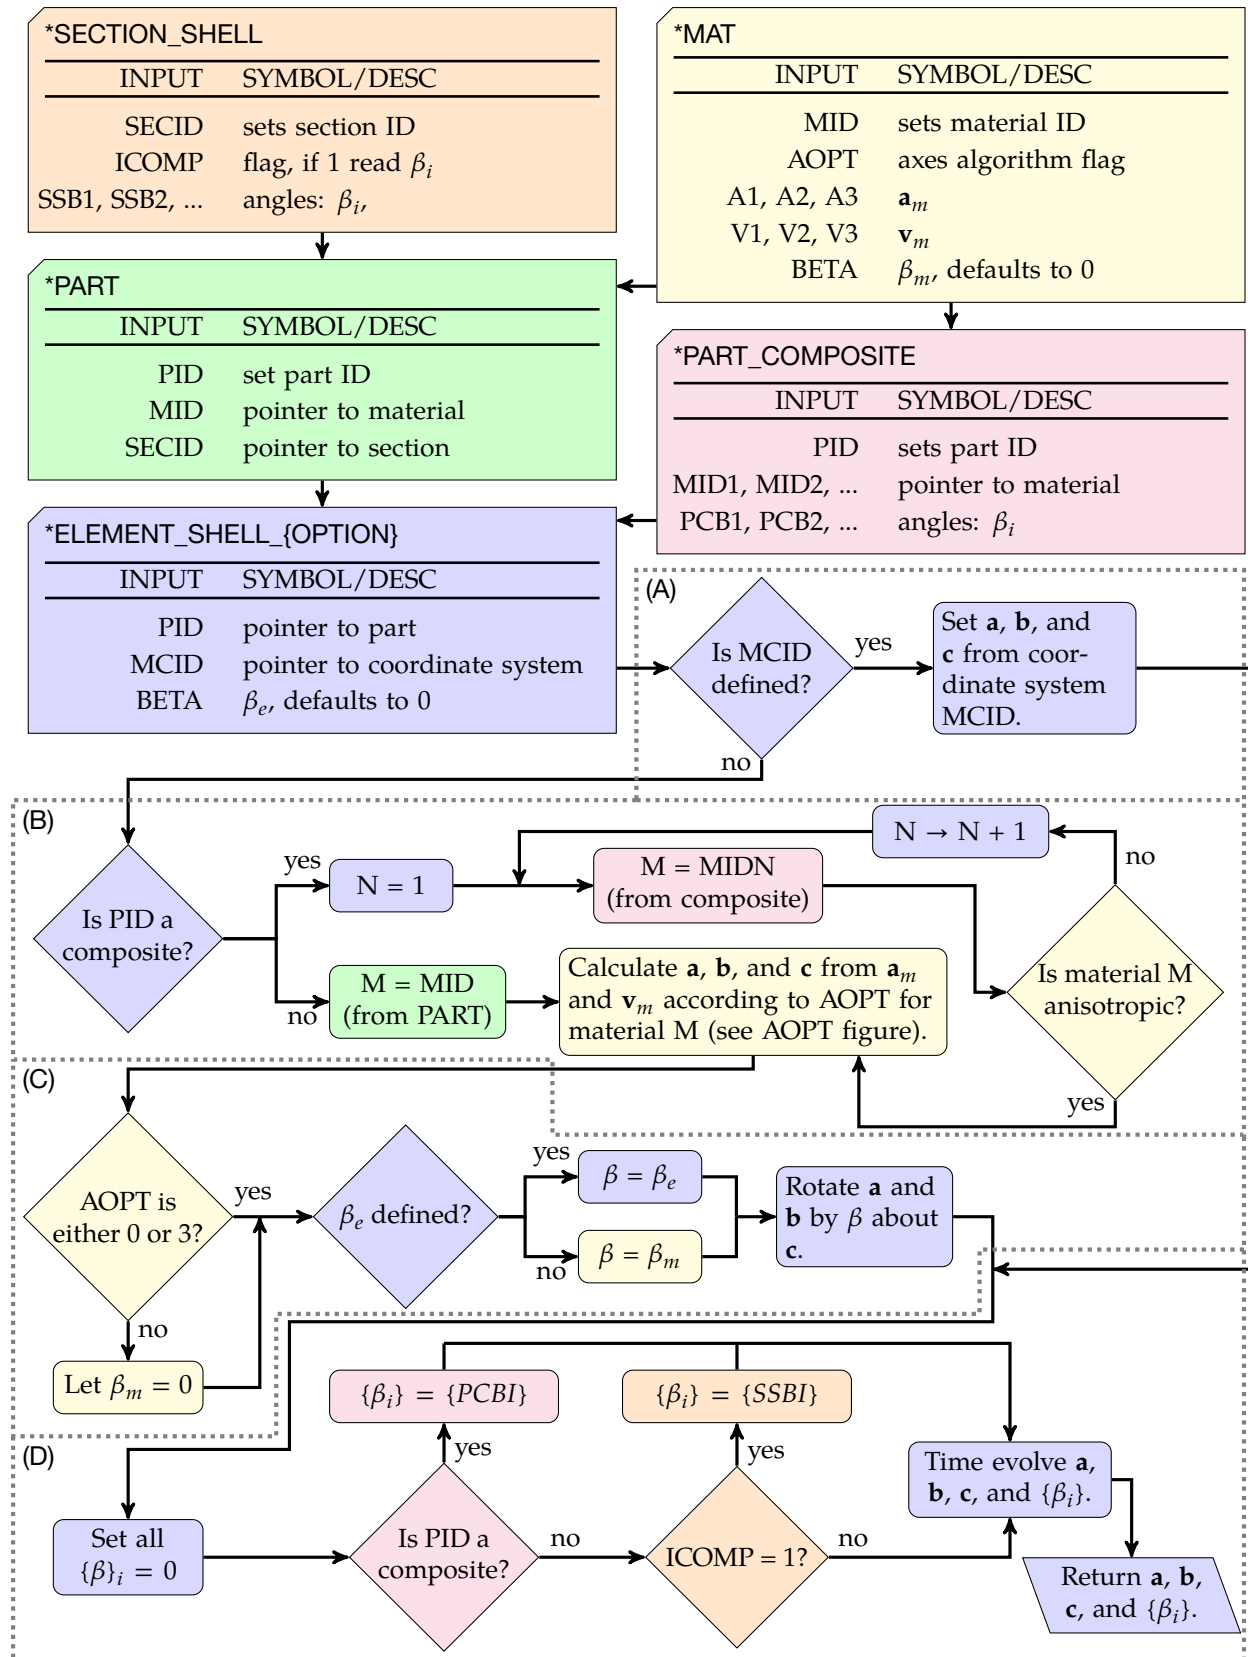 *SECTION_SHELL
INPUT SYMBOL/DESC
SECID sets section ID
ICOMP flag, if 1 read βᵢ
SSB1, SSB2, ... angles: βᵢ,
*MAT
INPUT SYMBOL/DESC
MID sets material ID
AOPT axes algorithm flag
A1, A2, A3 aₘ
V1, V2, V3 vₘ
BETA βₘ, defaults to 0
*PART
INPUT SYMBOL/DESC
PID set part ID
MID pointer to material
SECID pointer to section
*PART_COMPOSITE
INPUT SYMBOL/DESC
PID sets part ID
MID1, MID2, ... pointer to material
PCB1, PCB2, ... angles: βᵢ
*ELEMENT_SHELL_{OPTION}
INPUT SYMBOL/DESC
PID pointer to part
MCID pointer to coordinate system
BETA βₑ, defaults to 0
(A)
Is MCID
defined?
yes
no
Set a, b, and
c from coor-
dinate system
MCID.
(B)
Is PID a
composite?
yes
no
N = 1
M = MIDN
(from composite)
N → N + 1
no
Is material M
anisotropic?
yes
M = MID
(from PART)
Calculate a, b, and c from aₘ
and vₘ according to AOPT for
material M (see AOPT figure).
(C)
AOPT is
either 0 or 3?
yes
no
Let βₘ = 0
βₑ defined?
yes
no
β = βₑ
β = βₘ
Rotate a and
b by β about
c.
(D)
Set all
{β}ᵢ = 0
Is PID a
composite?
yes
no
{βᵢ} = {PCBI}
ICOMP = 1?
yes
no
{βᵢ} = {SSBI}
Time evolve a,
b, c, and {βᵢ}.
Return a, b,
c, and {βᵢ}.